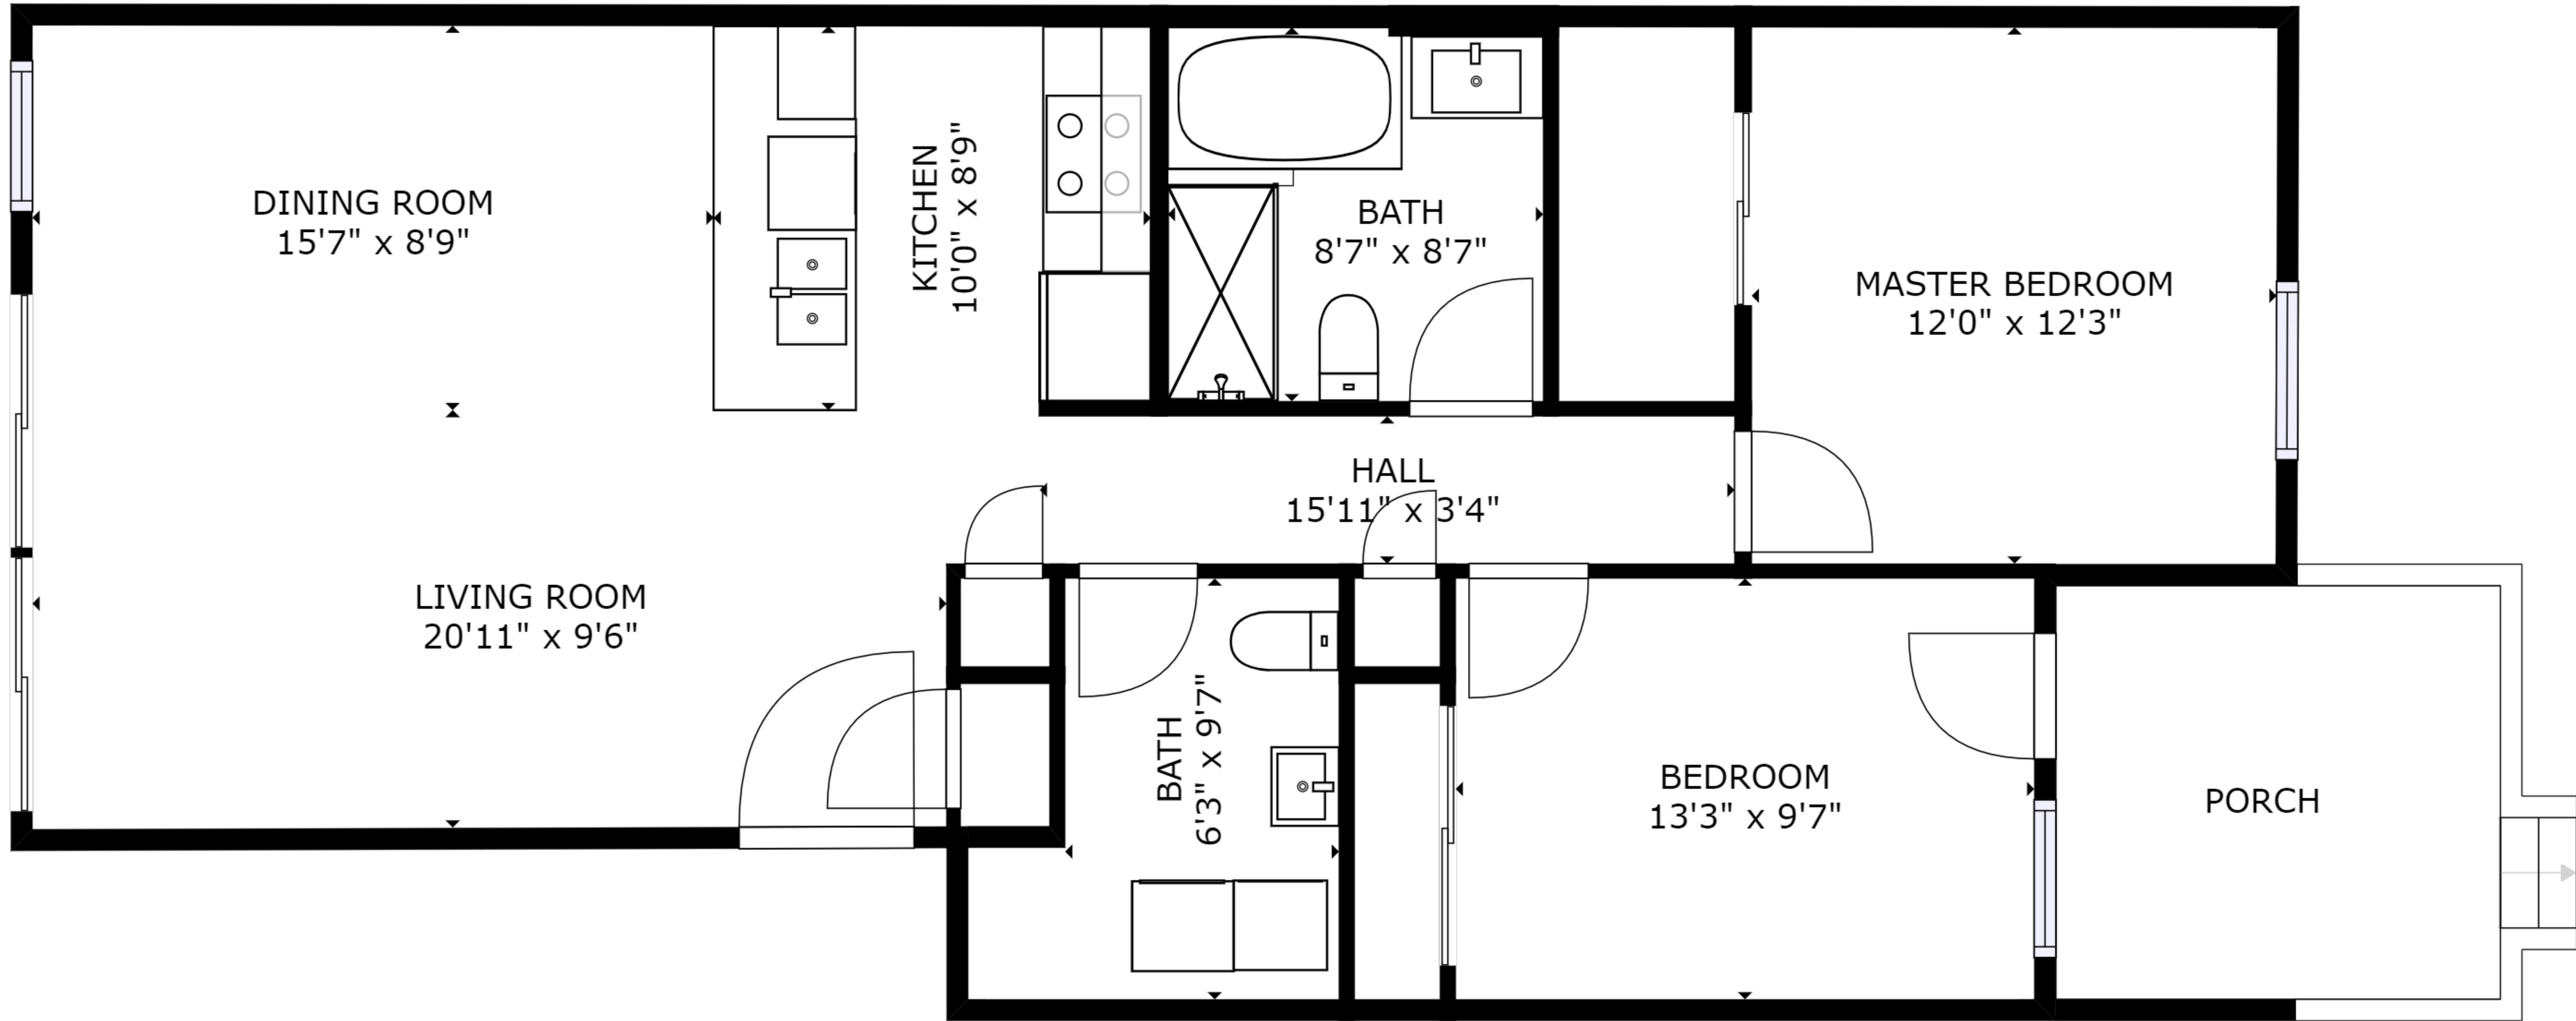 DINING ROOM
15'7" x 8'9"
KITCHEN
10'0" x 8'9"
BATH
8'7" x 8'7"
MASTER BEDROOM
12'0" x 12'3"
HALL
15'11" x 3'4"
LIVING ROOM
20'11" x 9'6"
BATH
6'3" x 9'7"
BEDROOM
13'3" x 9'7"
PORCH